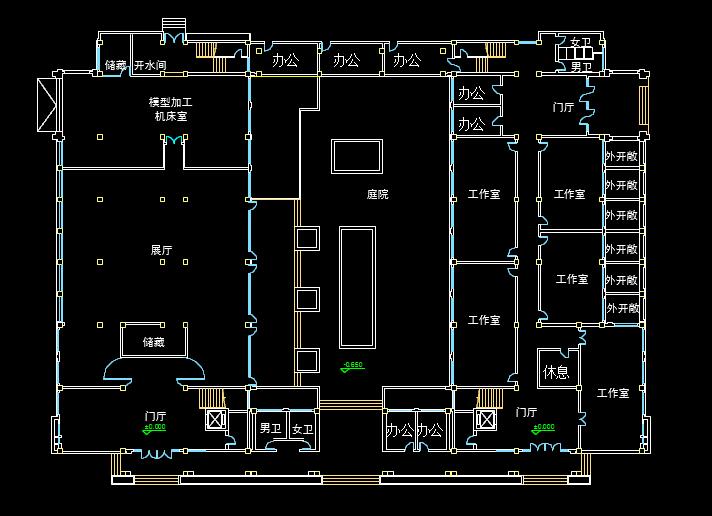 女卫
储藏
开水间
办公
办公
办公
男卫
模型加工
机床室
办公
门厅
办公
外开敞
外开敞
工作室
庭院
工作室
外开敞
展厅
外开敞
工作室
外开敞
外开敞
工作室
储藏
-0.650
休息
工作室
门厅
门厅
±0.000
男卫
女卫
办公
办公
±0.000